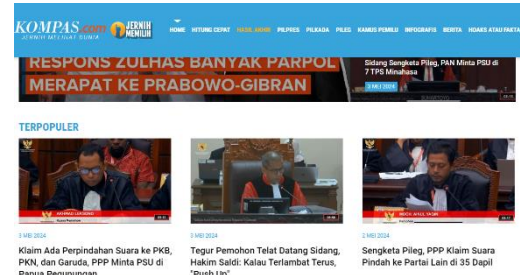 KOMPAS.com
JERNIH MELIHAT DUNIA
JERNIH
MEMILIH
HOME HITUNG CEPAT HASIL AKHIR PILPRES PILKADA PILEG KAMUS PEMILU INFOGRAFIS BERITA HOAKS ATAU FAKTA
RESPONS ZULHAS BANYAK PARPOL
MERAPAT KE PRABOWO-GIBRAN
Sidang Sengketa Pileg, PAN Minta PSU di
7 TPS Minahasa
3 MEI 2024
TERPOPULER
3 MEI 2024
Klaim Ada Perpindahan Suara ke PKB,
PKN, dan Garuda, PPP Minta PSU di
Papua Pegunungan
3 MEI 2024
Tegur Pemohon Telat Datang Sidang,
Hakim Saldi: Kalau Terlambat Terus,
"Push Up"
2 MEI 2024
Sengketa Pileg, PPP Klaim Suara
Pindah ke Partai Lain di 35 Dapil